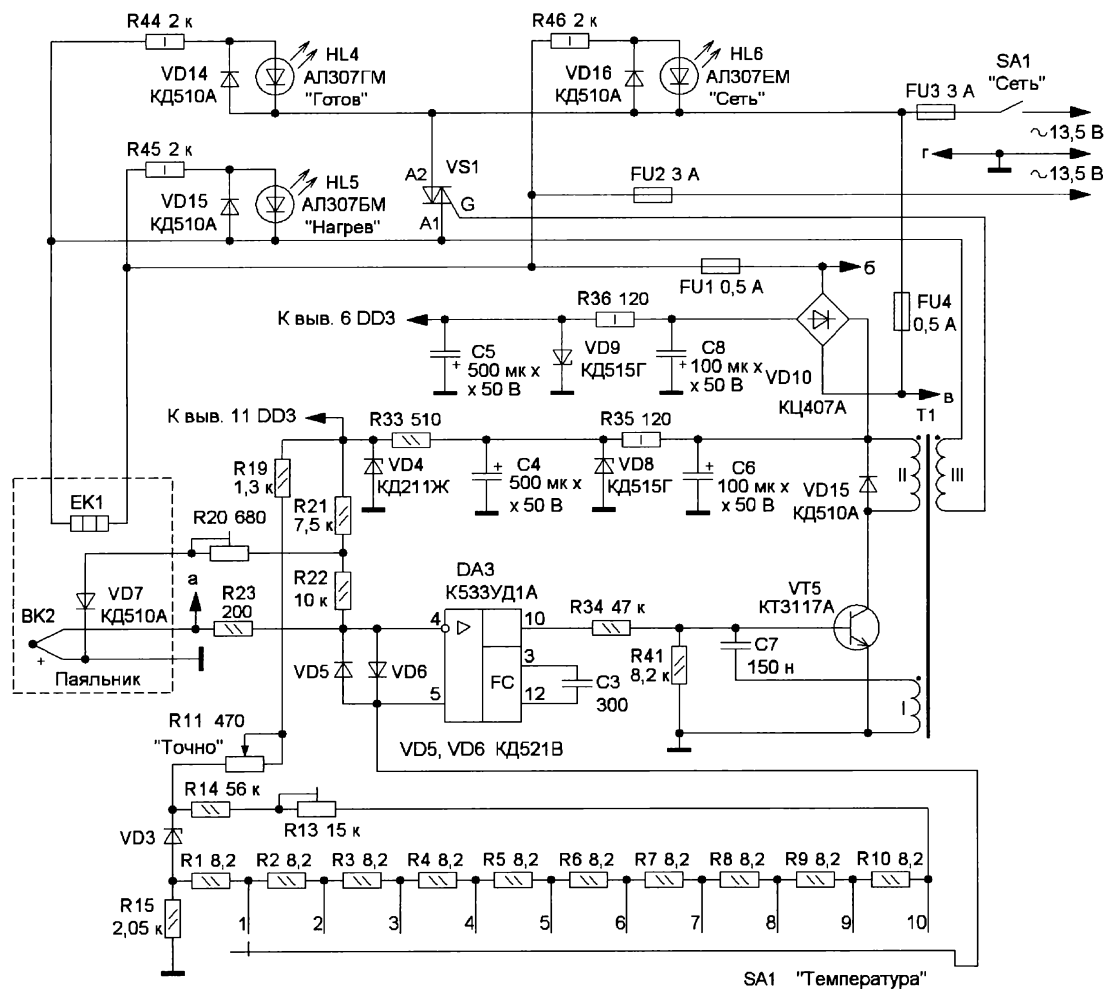 R44 2 к
HL4
АЛ307ГМ
"Готов"
VD14
КД510А
R46 2 к
HL6
АЛ307ЕМ
"Сеть"
VD16
КД510А
SA1
"Сеть"
FU3 3 А
~13,5 В
г
~13,5 В
R45 2 к
HL5
АЛ307БМ
"Нагрев"
VD15
КД510А
A2
VS1
G
A1
FU2 3 А
FU1 0,5 А
б
FU4
0,5 А
R36 120
К выв. 6 DD3
C5
500 мк х
х 50 В
VD9
КД515Г
C8
100 мк х
х 50 В
VD10
КЦ407А
в
T1
К выв. 11 DD3
R33 510
R35 120
R19
1,3 к
VD4
КД211Ж
C4
500 мк х
х 50 В
VD8
КД515Г
C6
100 мк х
х 50 В
VD15
КД510А
II
III
EK1
R20 680
R21
7,5 к
а
R22
10 к
DA3
К533УД1А
VT5
КТ3117А
BK2
VD7
КД510А
R23
200
4
10
R34 47 к
+
Паяльник
VD5
VD6
5
FC
3
12
C3
300
R41
8,2 к
C7
150 н
I
R11 470
"Точно"
VD5, VD6 КД521В
R14 56 к
R13 15 к
VD3
R1 8,2
R2 8,2
R3 8,2
R4 8,2
R5 8,2
R6 8,2
R7 8,2
R8 8,2
R9 8,2
R10 8,2
R15
2,05 к
1
2
3
4
5
6
7
8
9
10
SA1 "Температура"